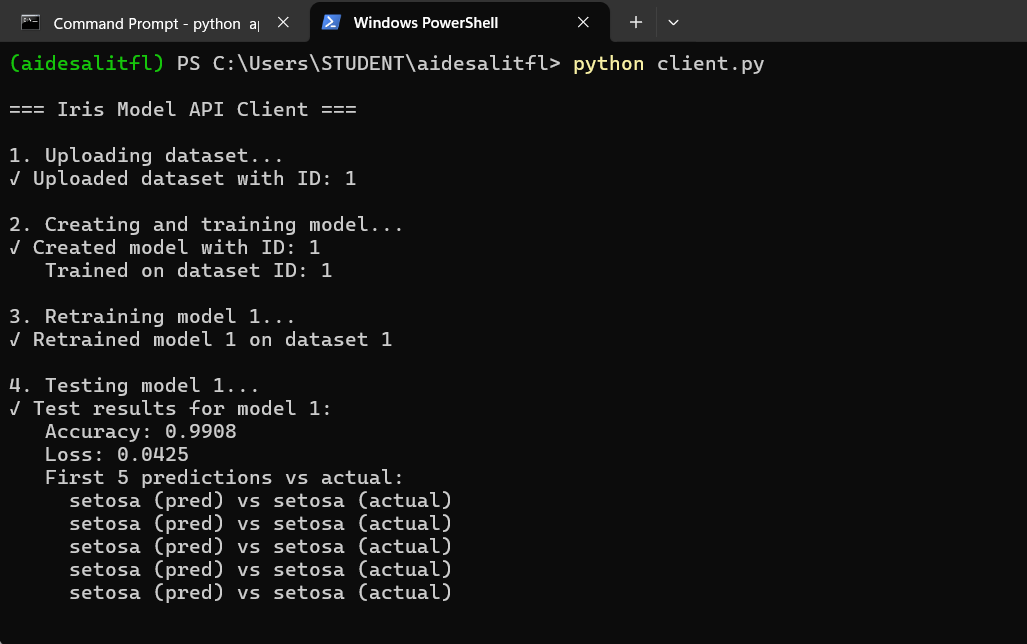 Command Prompt - python ap
Windows PowerShell
(aidesalitfl) PS C:\Users\STUDENT\aidesalitfl> python client.py
=== Iris Model API Client ===
1. Uploading dataset...
✓ Uploaded dataset with ID: 1
2. Creating and training model...
✓ Created model with ID: 1
Trained on dataset ID: 1
3. Retraining model 1...
✓ Retrained model 1 on dataset 1
4. Testing model 1...
✓ Test results for model 1:
Accuracy: 0.9908
Loss: 0.0425
First 5 predictions vs actual:
setosa (pred) vs setosa (actual)
setosa (pred) vs setosa (actual)
setosa (pred) vs setosa (actual)
setosa (pred) vs setosa (actual)
setosa (pred) vs setosa (actual)